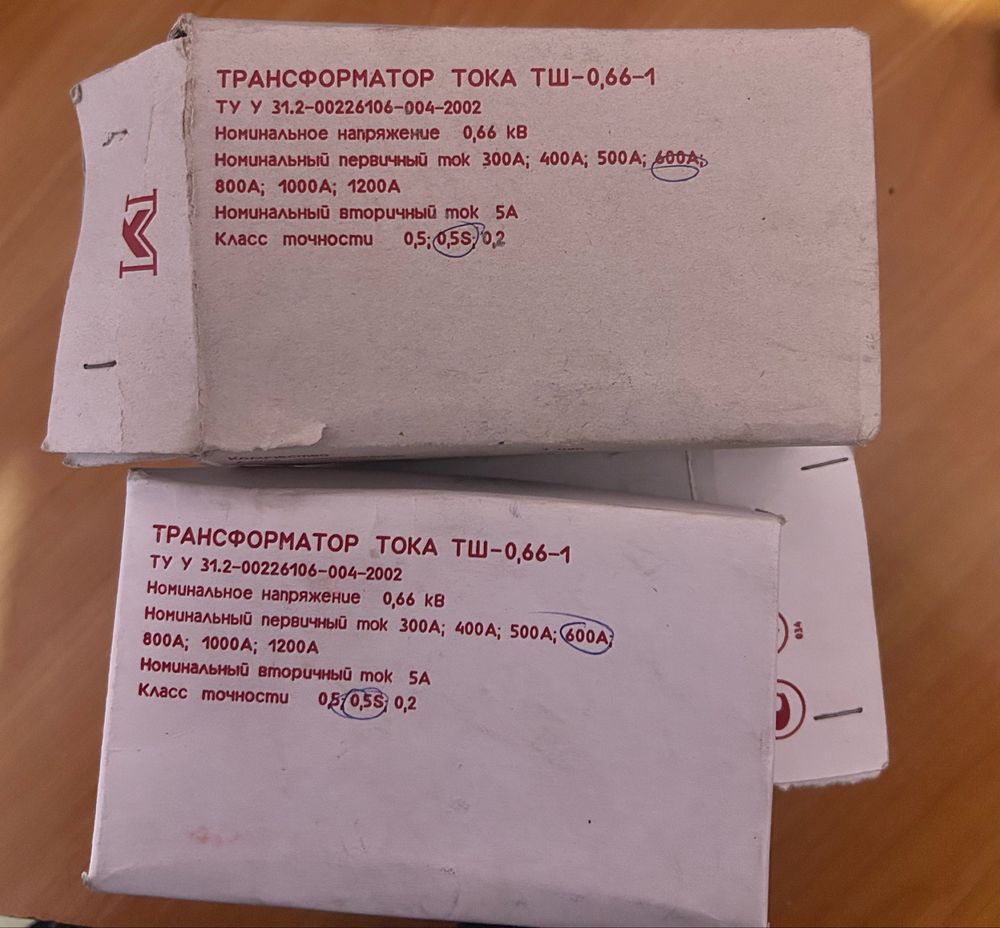 ТРАНСФОРМАТОР ТОКА ТШ-0,66-1
ТУ У 31.2-00226106-004-2002
Номинальное напряжение 0,66 кВ
Номинальный первичный ток 300А; 400А; 500А; 600А;
800А; 1000А; 1200А
Номинальный вторичный ток 5А
Класс точности 0,5; 0,5S; 0,2
ТРАНСФОРМАТОР ТОКА ТШ-0,66-1
ТУ У 31.2-00226106-004-2002
Номинальное напряжение 0,66 кВ
Номинальный первичный ток 300А; 400А; 500А; 600А;
800А; 1000А; 1200А
Номинальный вторичный ток 5А
Класс точности 0,5; 0,5S; 0,2
034